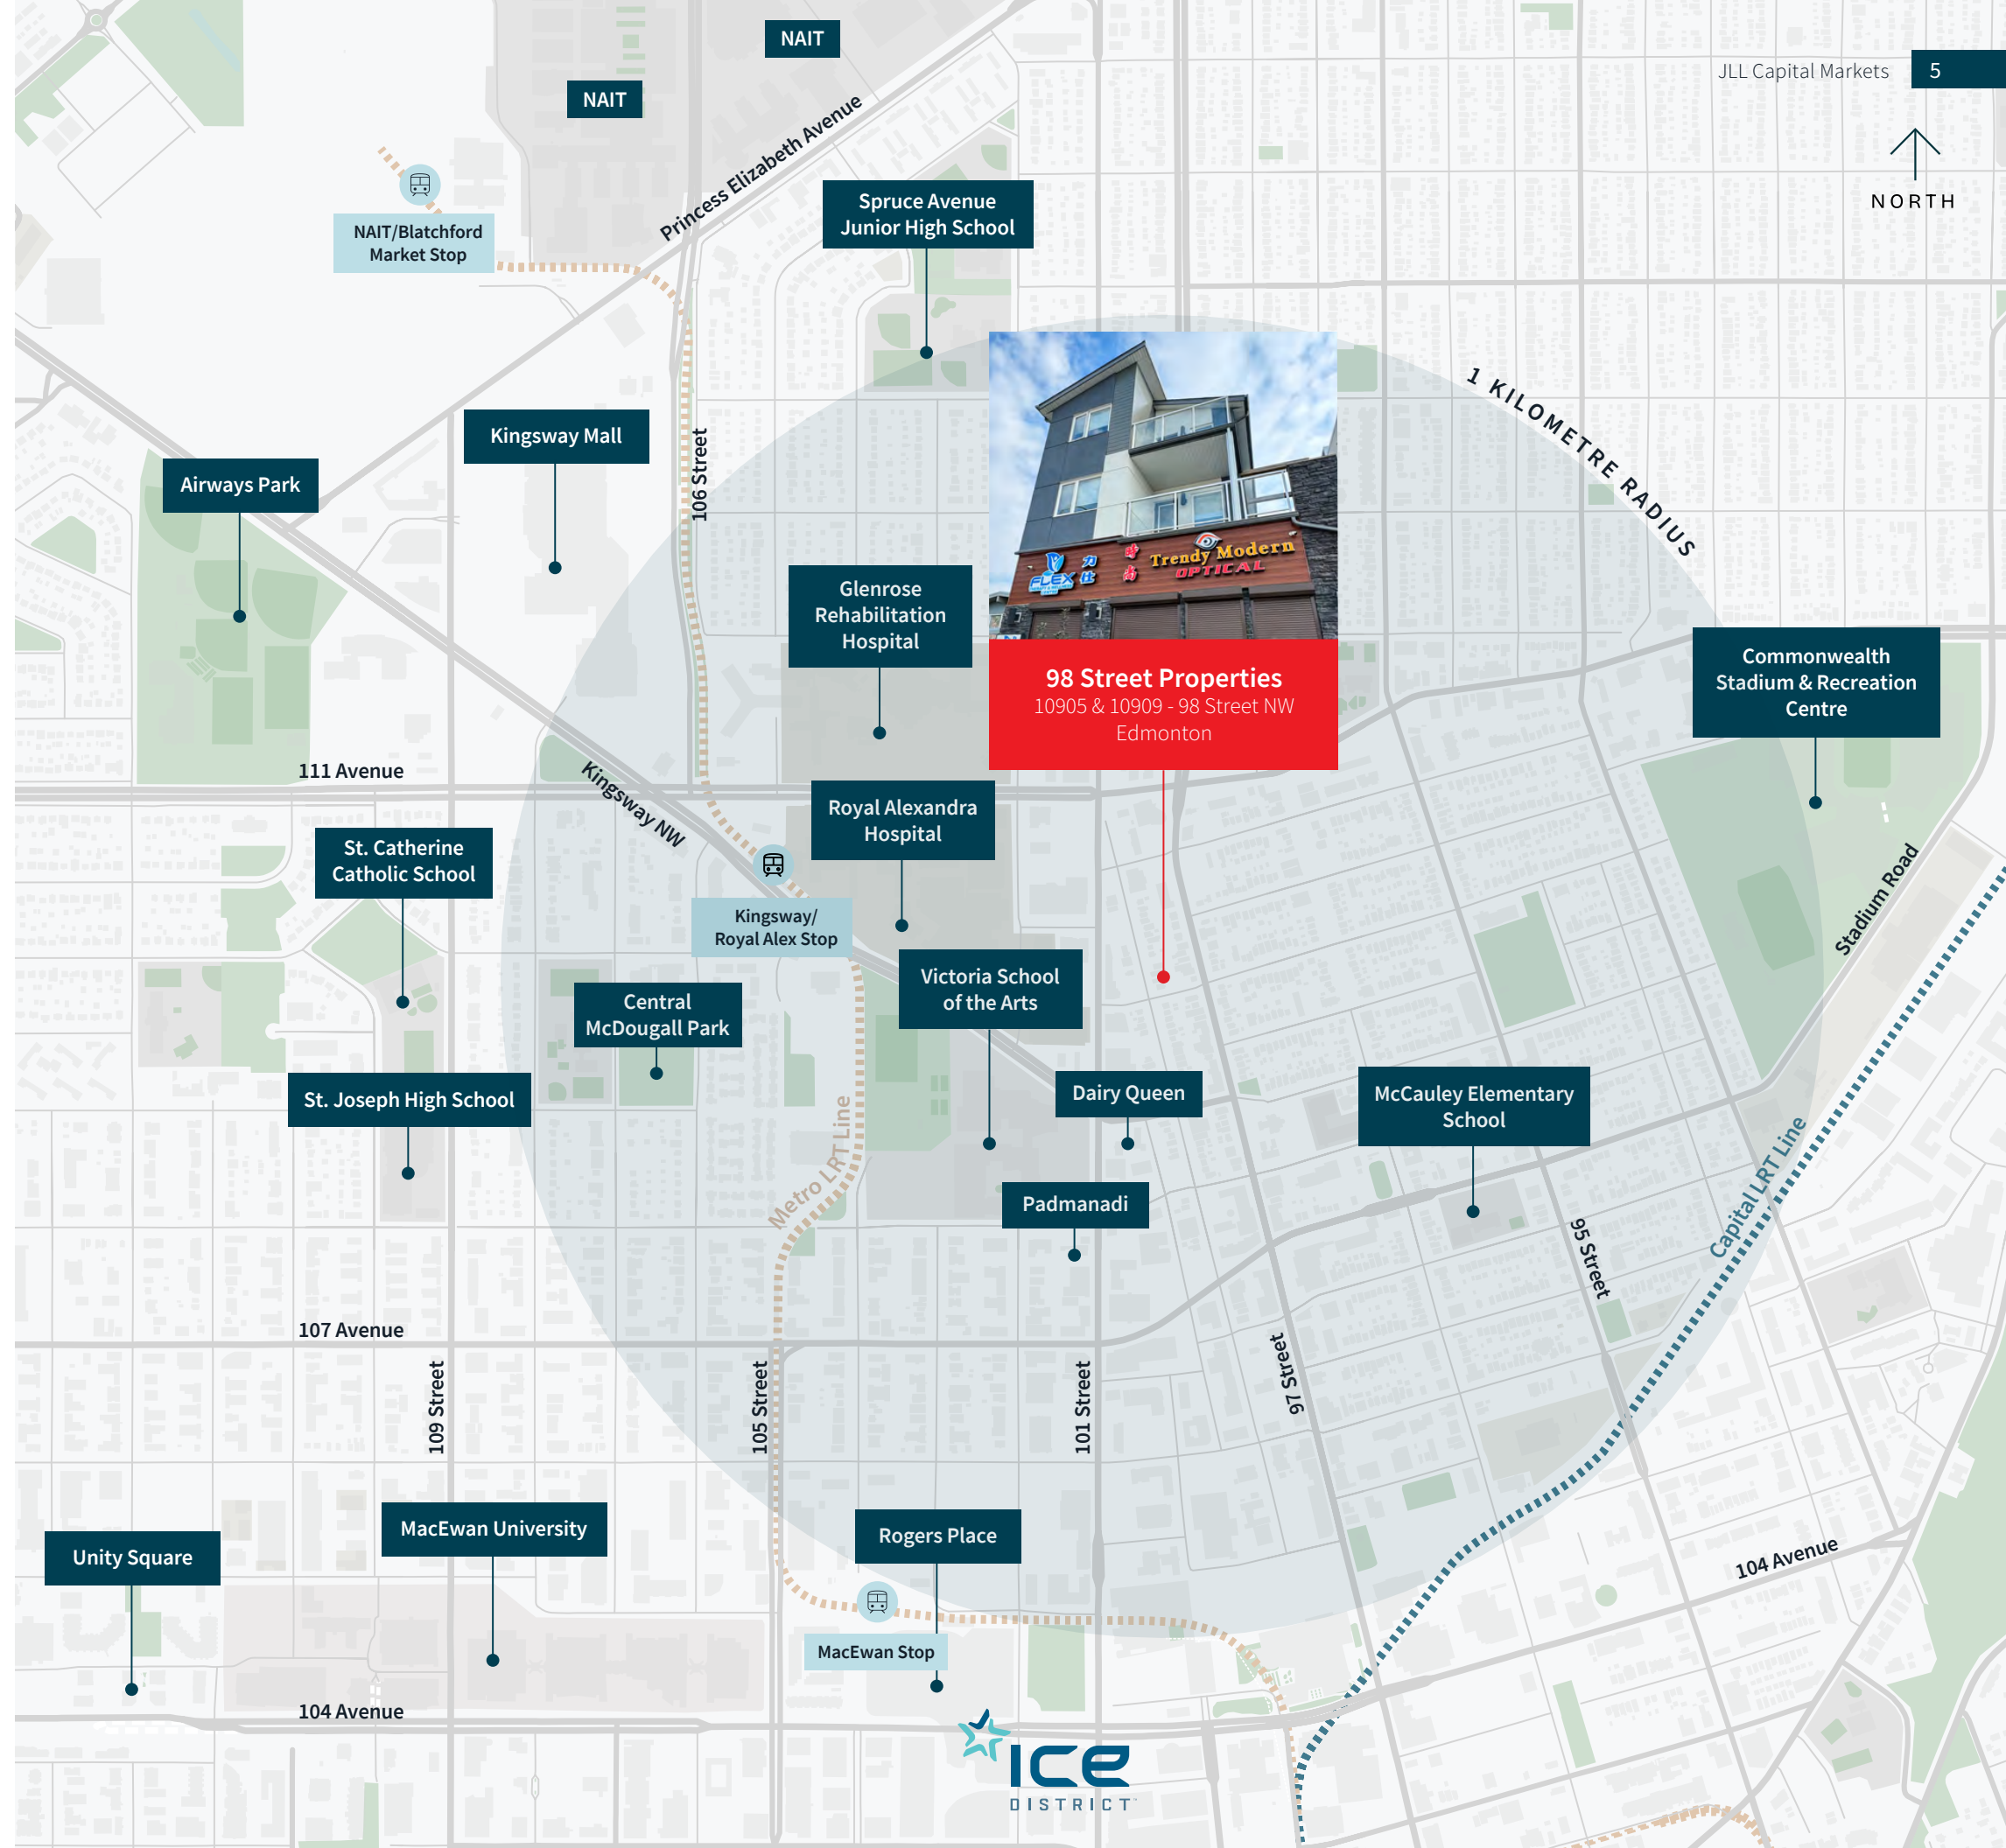 NAIT
JLL Capital Markets 5
NAIT
NORTH
Princess Elizabeth Avenue
Spruce Avenue
Junior High School
NAIT/Blatchford
Market Stop
1 KILOMETRE RADIUS
Kingsway Mall
106 Street
Airways Park
FLEX
力仕
時尚
Trendy Modern
OPTICAL
Glenrose
Rehabilitation
Hospital
98 Street Properties
10905 & 10909 - 98 Street NW
Edmonton
Commonwealth
Stadium & Recreation
Centre
111 Avenue
Kingsway NW
Royal Alexandra
Hospital
St. Catherine
Catholic School
Stadium Road
Kingsway/
Royal Alex Stop
Victoria School
of the Arts
Central
McDougall Park
Dairy Queen
McCauley Elementary
School
St. Joseph High School
Metro LRT Line
Capital LRT Line
Padmanadi
95 Street
107 Avenue
109 Street
105 Street
101 Street
97 Street
MacEwan University
Rogers Place
Unity Square
104 Avenue
MacEwan Stop
104 Avenue
ICE
DISTRICT